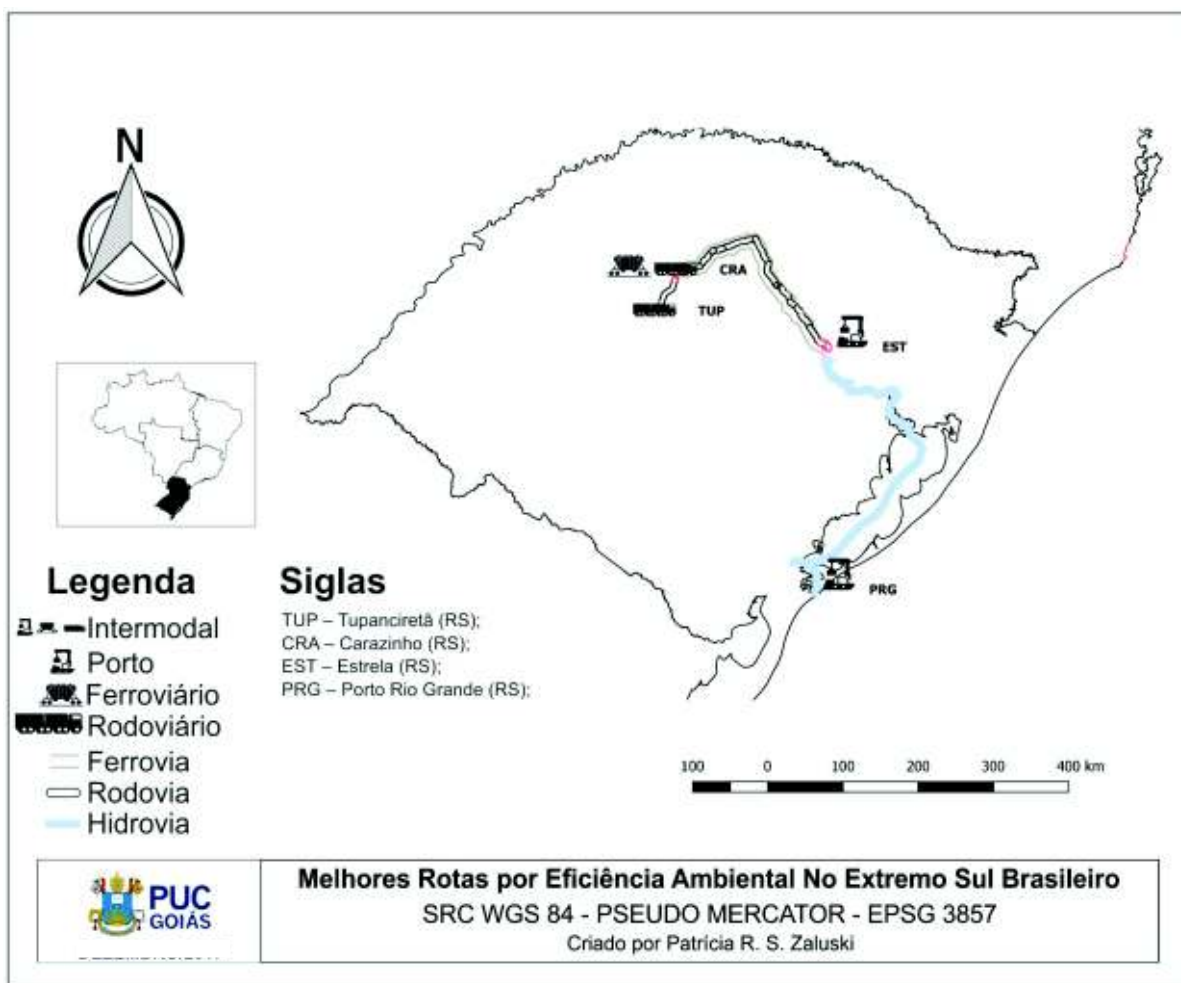 N
CRA
TUP
EST
PRG
Legenda
Intermodal
Porto
Ferroviário
Rodoviário
Ferrovia
Rodovia
Hidrovia
Siglas
TUP – Tupanciretã (RS);
CRA – Carazinho (RS);
EST – Estrela (RS);
PRG – Porto Rio Grande (RS);
100 0 100 200 300 400 km
PUC
GOIÁS
Melhores Rotas por Eficiência Ambiental No Extremo Sul Brasileiro
SRC WGS 84 - PSEUDO MERCATOR - EPSG 3857
Criado por Patrícia R. S. Zaluski